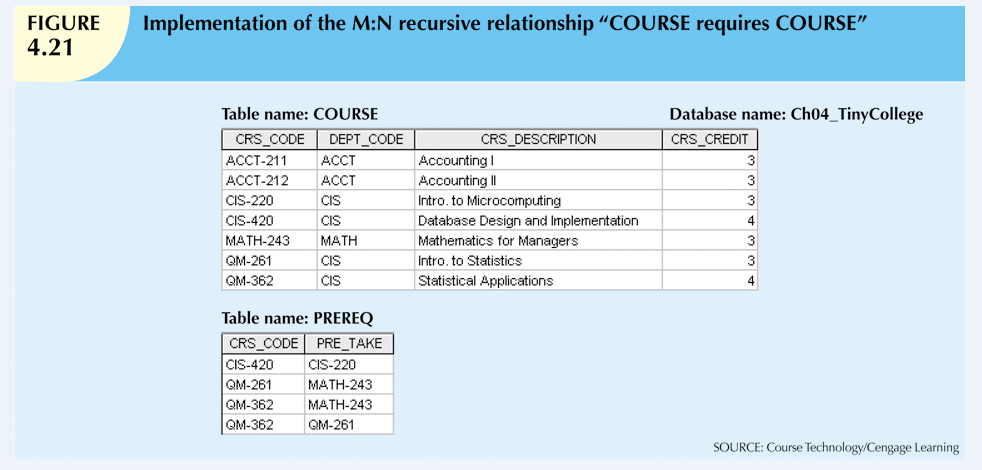 FIGURE 4.21
Implementation of the M:N recursive relationship “COURSE requires COURSE”
Table name: COURSE Database name: Ch04_TinyCollege
CRS_CODE DEPT_CODE CRS_DESCRIPTION CRS_CREDIT
ACCT-211 ACCT Accounting I 3
ACCT-212 ACCT Accounting II 3
CIS-220 CIS Intro. to Microcomputing 3
CIS-420 CIS Database Design and Implementation 4
MATH-243 MATH Mathematics for Managers 3
QM-261 CIS Intro. to Statistics 3
QM-362 CIS Statistical Applications 4
Table name: PREREQ
CRS_CODE PRE_TAKE
CIS-420 CIS-220
QM-261 MATH-243
QM-362 MATH-243
QM-362 QM-261
SOURCE: Course Technology/Cengage Learning